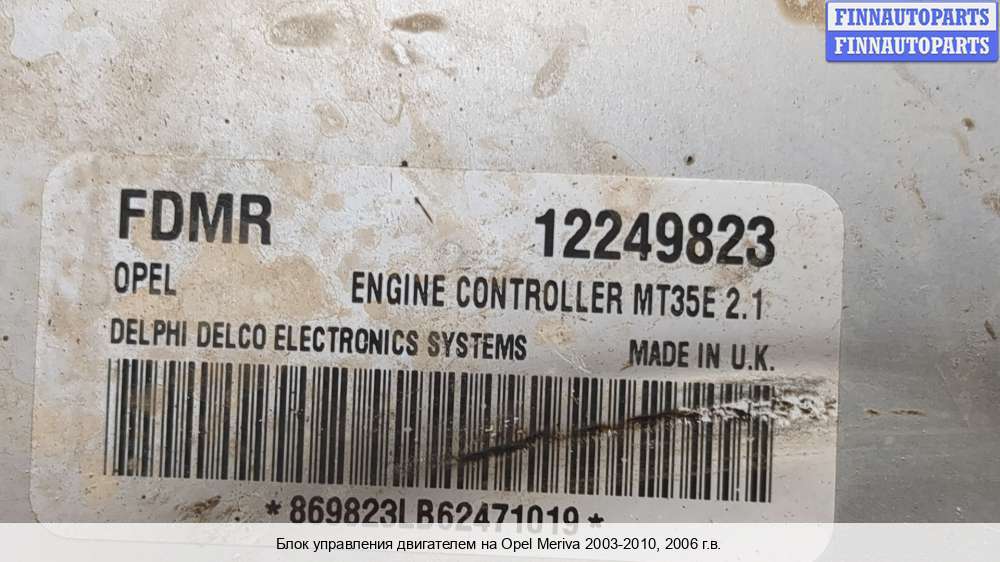 FINNAUTOPARTS
FINNAUTOPARTS
FDMR 12249823
OPEL ENGINE CONTROLLER MT35E 2.1
DELPHI DELCO ELECTRONICS SYSTEMS MADE IN U.K.
*869823LB62471019*
Блок управления двигателем на Opel Meriva 2003-2010, 2006 г.в.